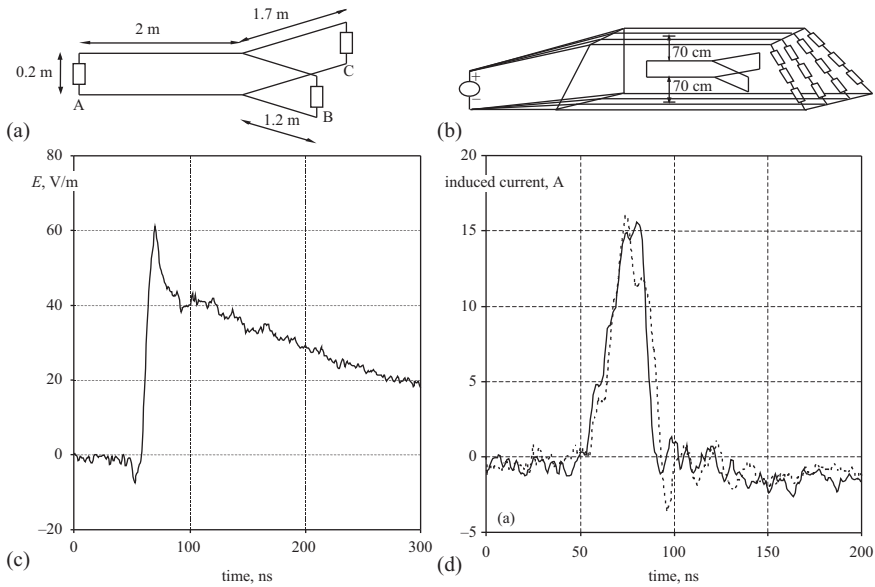 1.7 m
2 m
0.2 m
A
C
B
1.2 m
(a)
+
−
70 cm
70 cm
(b)
80
60
40
20
0
−20
E, V/m
0
100
200
300
time, ns
(c)
20
15
10
5
0
−5
induced current, A
(a)
0
50
100
150
200
time, ns
(d)